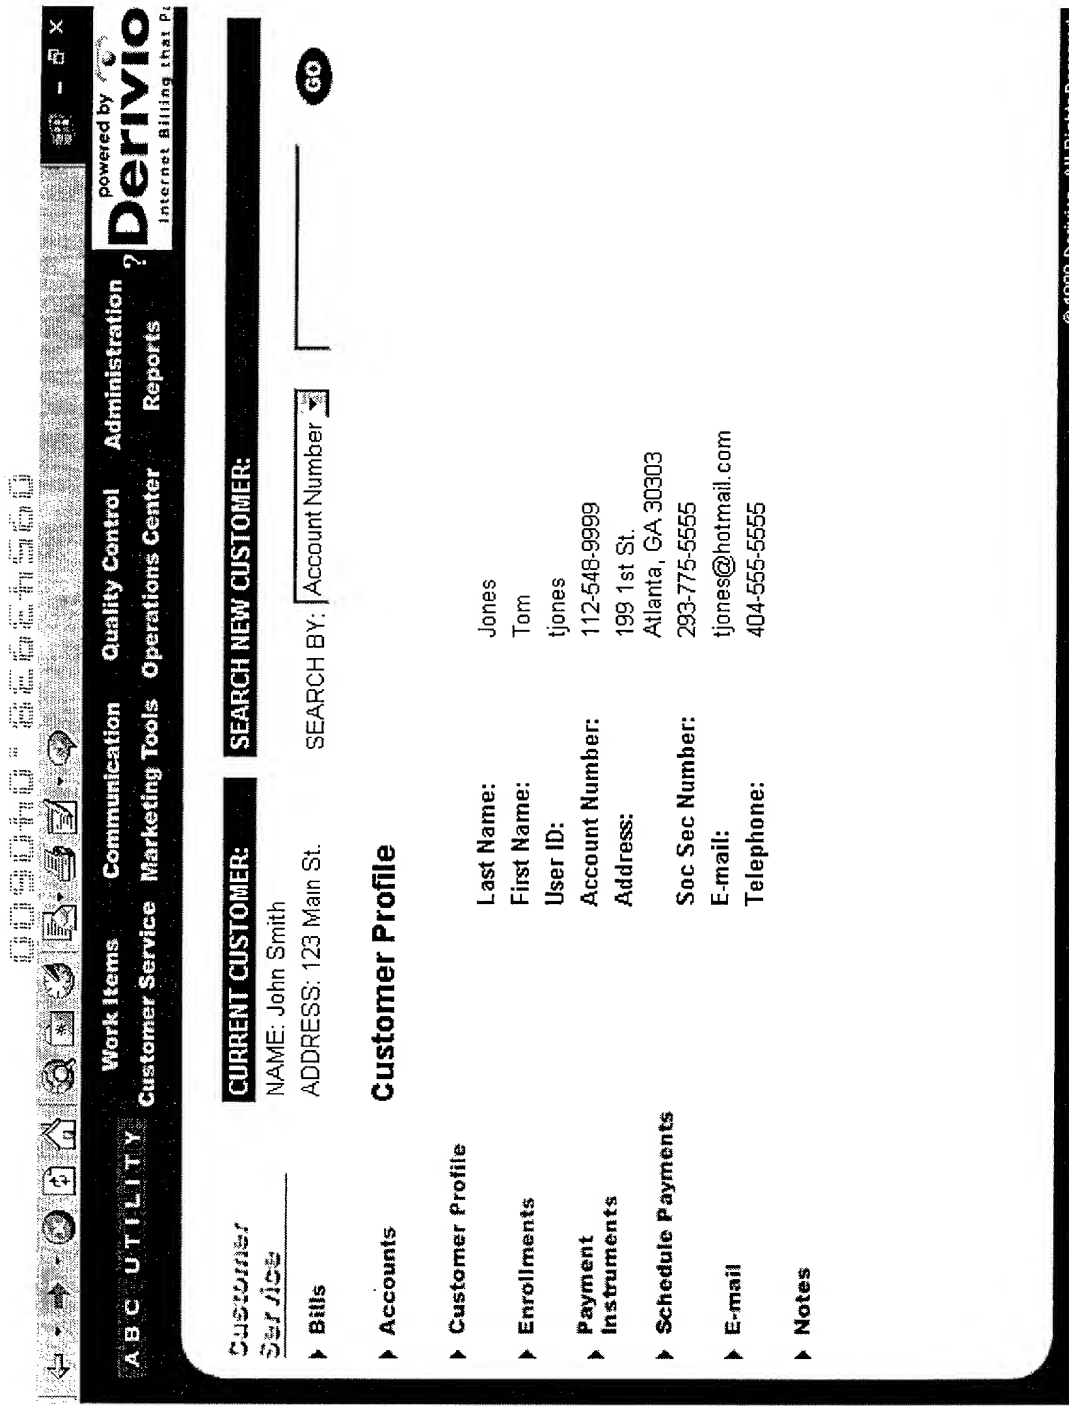 powered by
Derivio
Internet Billing that
ABC UTILITY
Work Items Communication Quality Control Administration
Customer Service Marketing Tools Operations Center Reports ?
Customer
Service
Bills
Accounts
Customer Profile
Enrollments
Payment
Instruments
Schedule Payments
E-mail
Notes
CURRENT CUSTOMER:
NAME: John Smith
ADDRESS: 123 Main St.
SEARCH NEW CUSTOMER:
SEARCH BY: Account Number GO
Customer Profile
Last Name: Jones
First Name: Tom
User ID: tjones
Account Number: 112-548-9999
Address: 199 1st St.
Atlanta, GA 30303
Soc Sec Number: 293-775-5555
E-mail: tjones@hotmail.com
Telephone: 404-555-5555